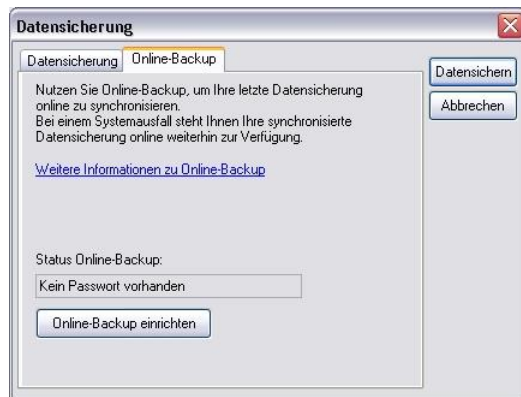 Datensicherung
Datensicherung
Online-Backup
Nutzen Sie Online-Backup, um Ihre letzte Datensicherung
online zu synchronisieren.
Bei einem Systemausfall steht Ihnen Ihre synchronisierte
Datensicherung online weiterhin zur Verfügung.
Weitere Informationen zu Online-Backup
Status Online-Backup:
Kein Passwort vorhanden
Online-Backup einrichten
Datensichern
Abbrechen